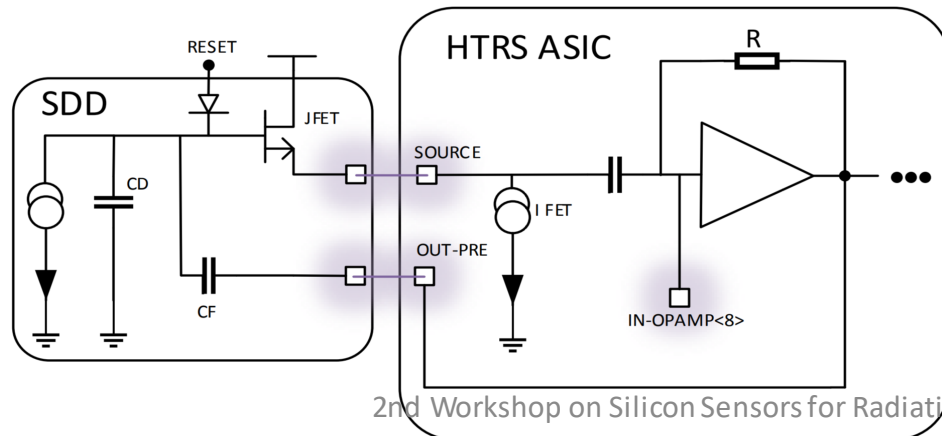 HTRS ASIC
R
RESET
SDD
JFET
SOURCE
CD
I FET
OUT-PRE
CF
IN-OPAMP<8>
2nd Workshop on Silicon Sensors for Radiati